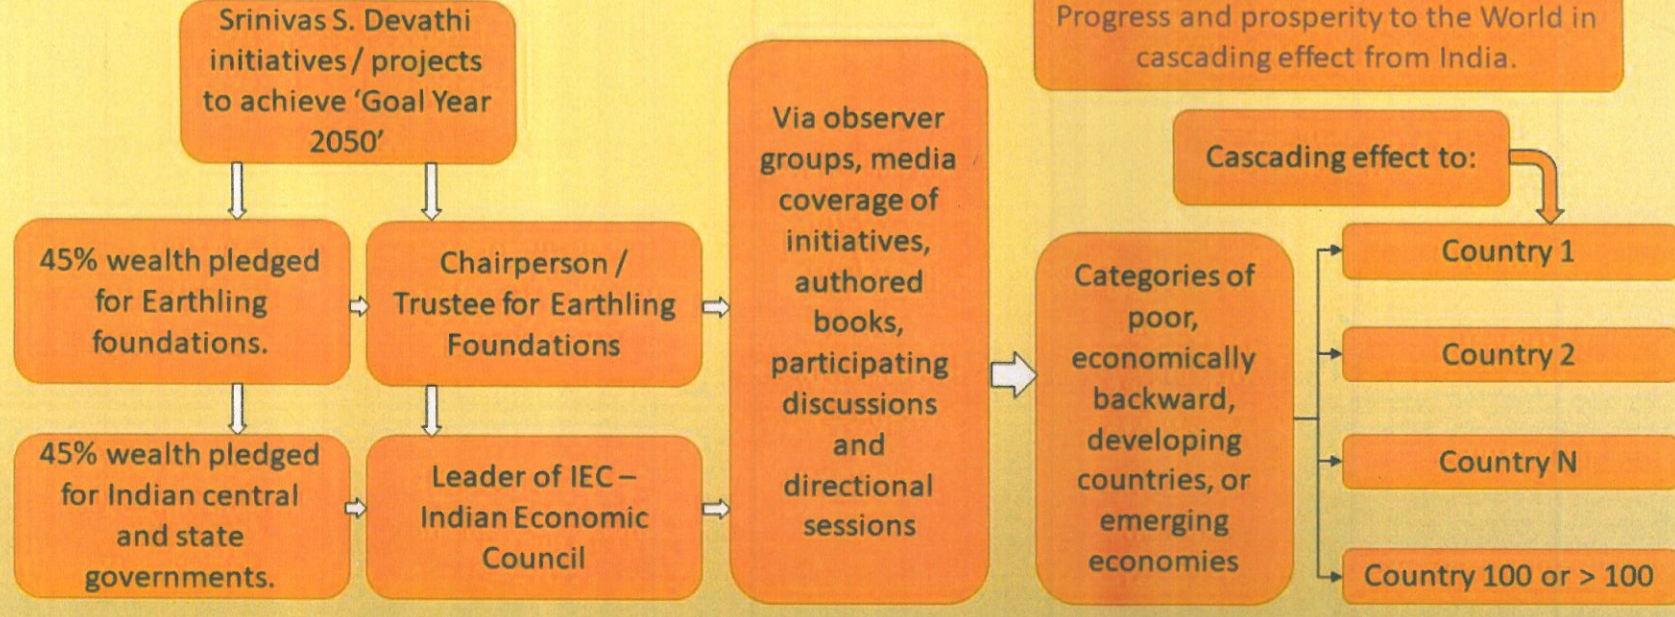 Srinivas S. Devathi
initiatives / projects
to achieve ‘Goal Year
2050’
45% wealth pledged
for Earthling
foundations.
Chairperson /
Trustee for Earthling
Foundations
45% wealth pledged
for Indian central
and state
governments.
Leader of IEC –
Indian Economic
Council
Via observer
groups, media
coverage of
initiatives,
authored
books,
participating
discussions
and
directional
sessions
Progress and prosperity to the World in
cascading effect from India.
Cascading effect to:
Categories of
poor,
economically
backward,
developing
countries, or
emerging
economies
Country 1
Country 2
Country N
Country 100 or > 100